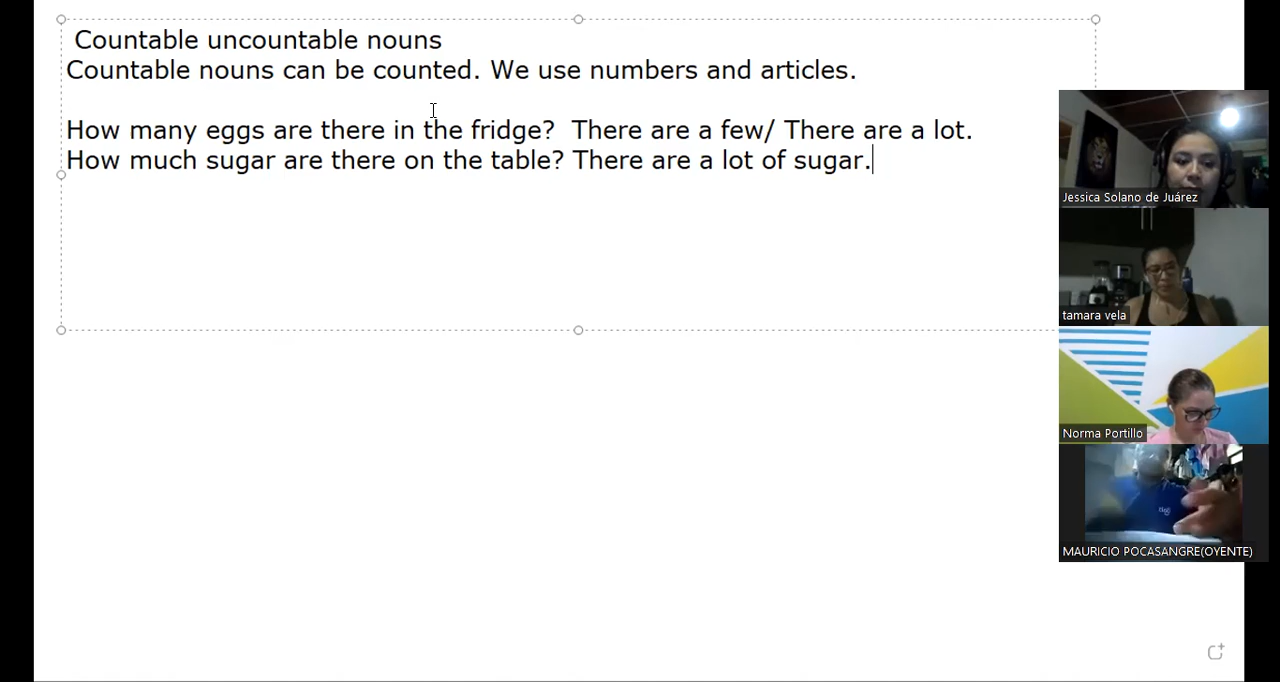 Countable uncountable nouns
Countable nouns can be counted. We use numbers and articles.
How many eggs are there in the fridge?  There are a few/ There are a lot.
How much sugar are there on the table? There are a lot of sugar.
Jessica Solano de Juárez
tamara vela
Norma Portillo
MAURICIO POCASANGRE(OYENTE)